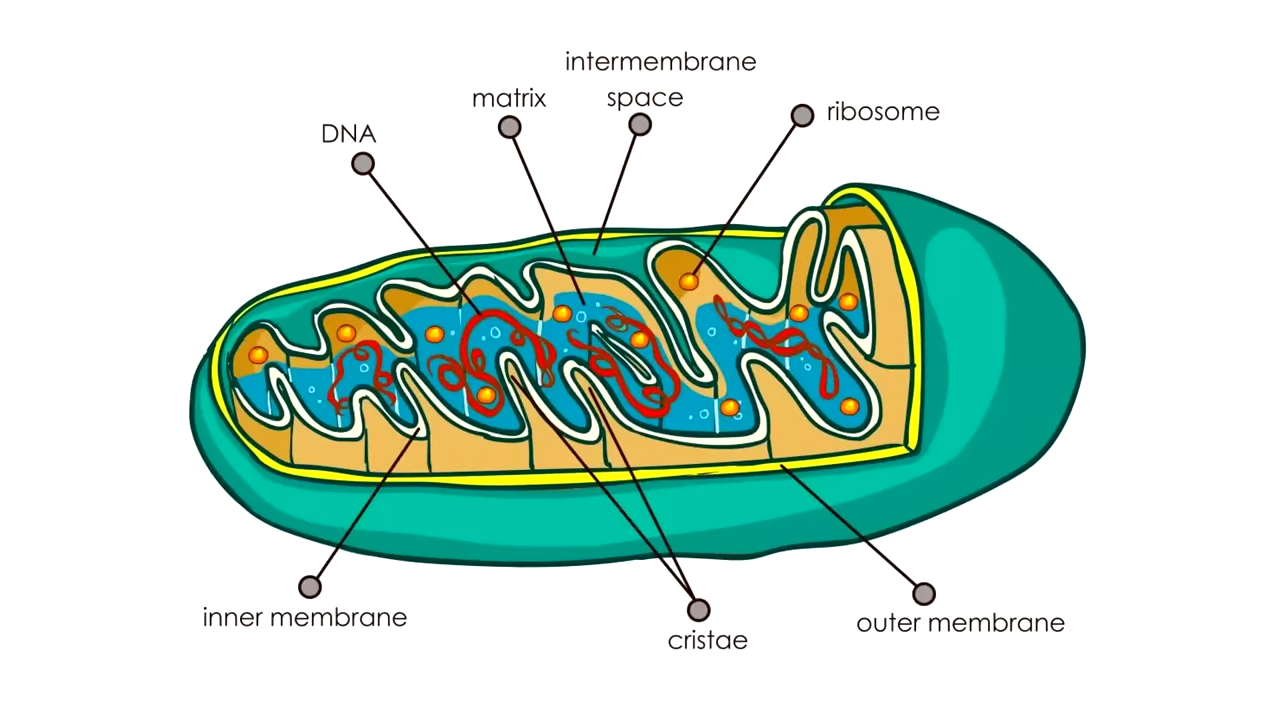 intermembrane
space
matrix
ribosome
DNA
inner membrane
cristae
outer membrane